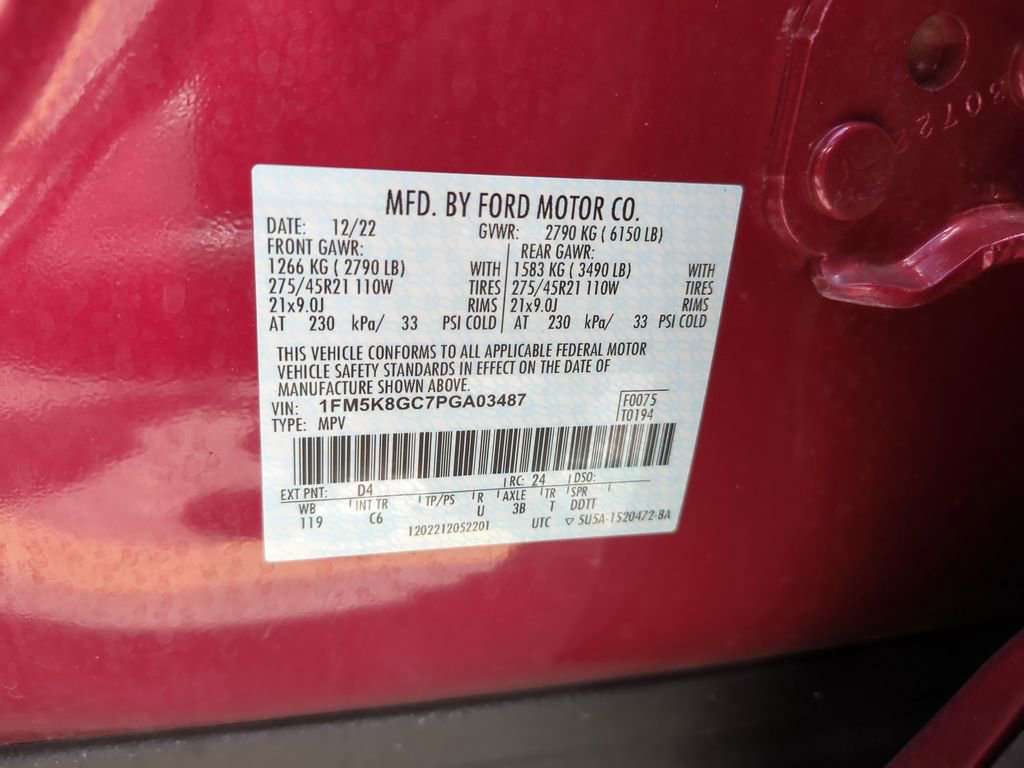 MFD. BY FORD MOTOR CO.
DATE: 12/22 GVWR: 2790 KG ( 6150 LB)
FRONT GAWR: REAR GAWR:
1266 KG ( 2790 LB) WITH 1583 KG ( 3490 LB) WITH
275/45R21 110W TIRES 275/45R21 110W TIRES
21x9.0J RIMS 21x9.0J RIMS
AT 230 kPa/ 33 PSI COLD AT 230 kPa/ 33 PSI COLD
THIS VEHICLE CONFORMS TO ALL APPLICABLE FEDERAL MOTOR
VEHICLE SAFETY STANDARDS IN EFFECT ON THE DATE OF
MANUFACTURE SHOWN ABOVE.
VIN: 1FM5K8GC7PGA03487 F0075
TYPE: MPV T0194
EXT PNT: D4 RC: 24 DSO:
WB INT TR TP/PS R AXLE TR SPR
119 C6 U 3B T DDTT
1202212052201 UTC ▽ 5U5A-1520472-BA